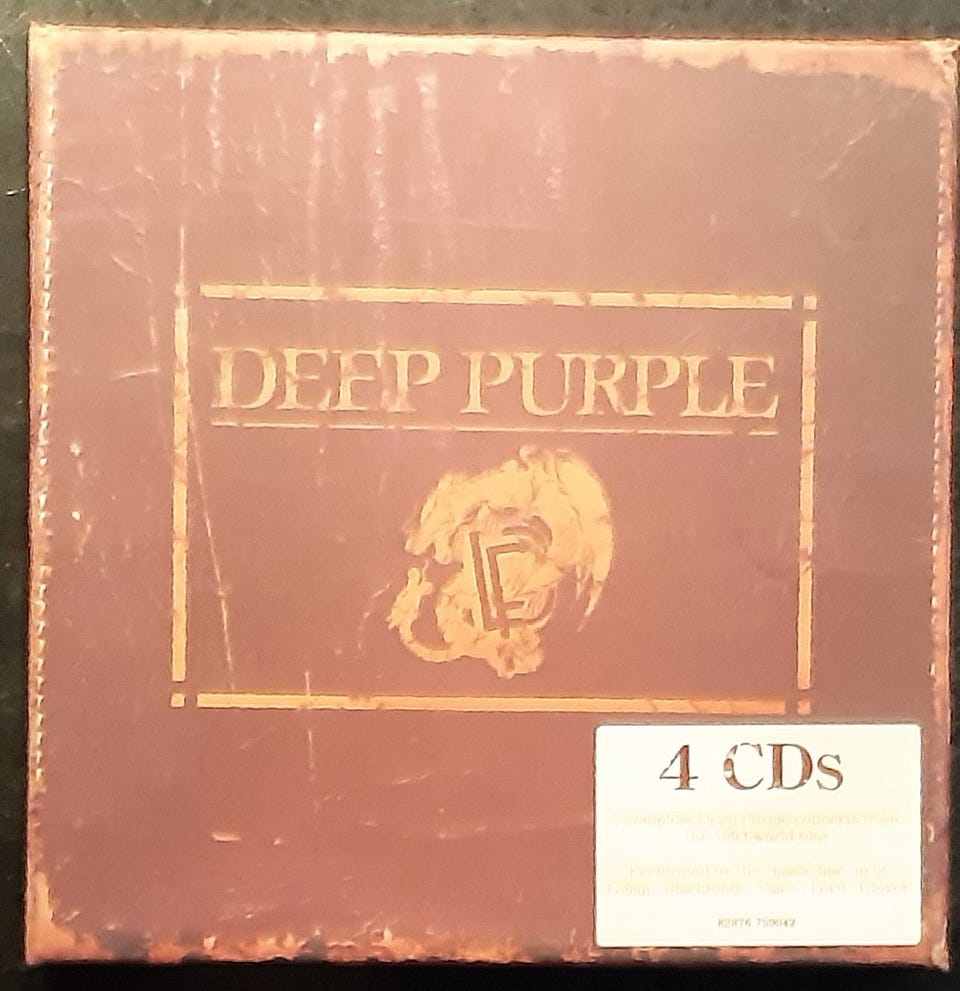 DEEP PURPLE
4 CDs
complete Deep Purple concerts from
the 1993 world tour
Performed by the classic line up of
Gillan Blackmore Paice Lord Glover
82876 759042